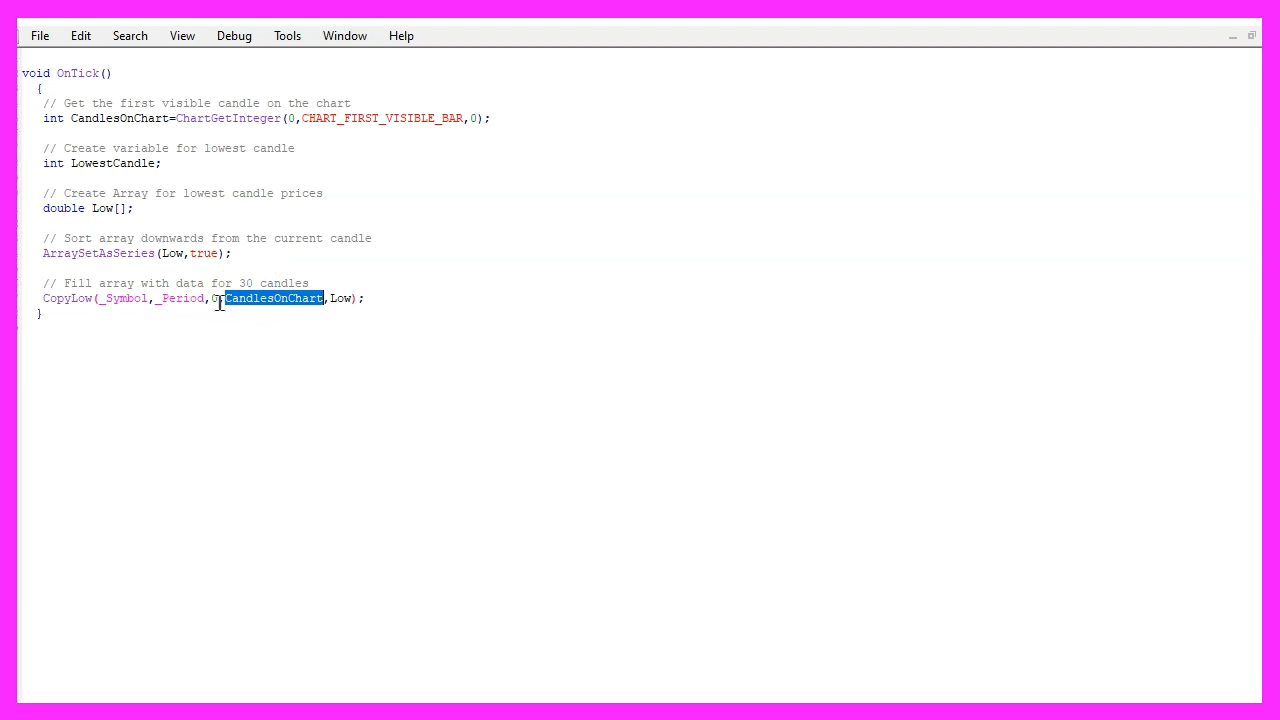 File Edit Search View Debug Tools Window Help
void OnTick()
{
// Get the first visible candle on the chart
int CandlesOnChart=ChartGetInteger(0,CHART_FIRST_VISIBLE_BAR,0);
// Create variable for lowest candle
int LowestCandle;
// Create Array for lowest candle prices
double Low[];
// Sort array downwards from the current candle
ArraySetAsSeries(Low,true);
// Fill array with data for 30 candles
CopyLow(_Symbol,_Period,0,CandlesOnChart,Low);
}